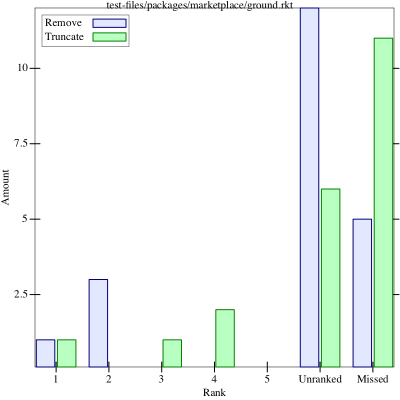 test-files/packages/marketplace/ground.rkt
Remove
Truncate
10
7.5
5
2.5
Amount
1 2 3 4 5 Unranked Missed
Rank